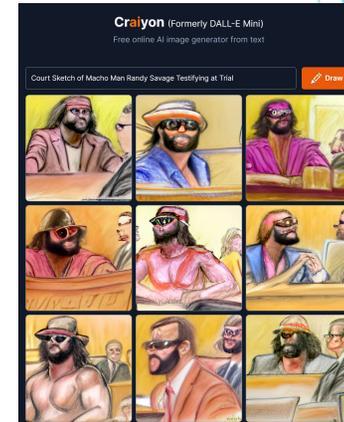 Craiyon (Formerly DALL-E Mini)
Free online AI image generator from text
Court Sketch of Macho Man Randy Savage Testifying at Trial
Draw